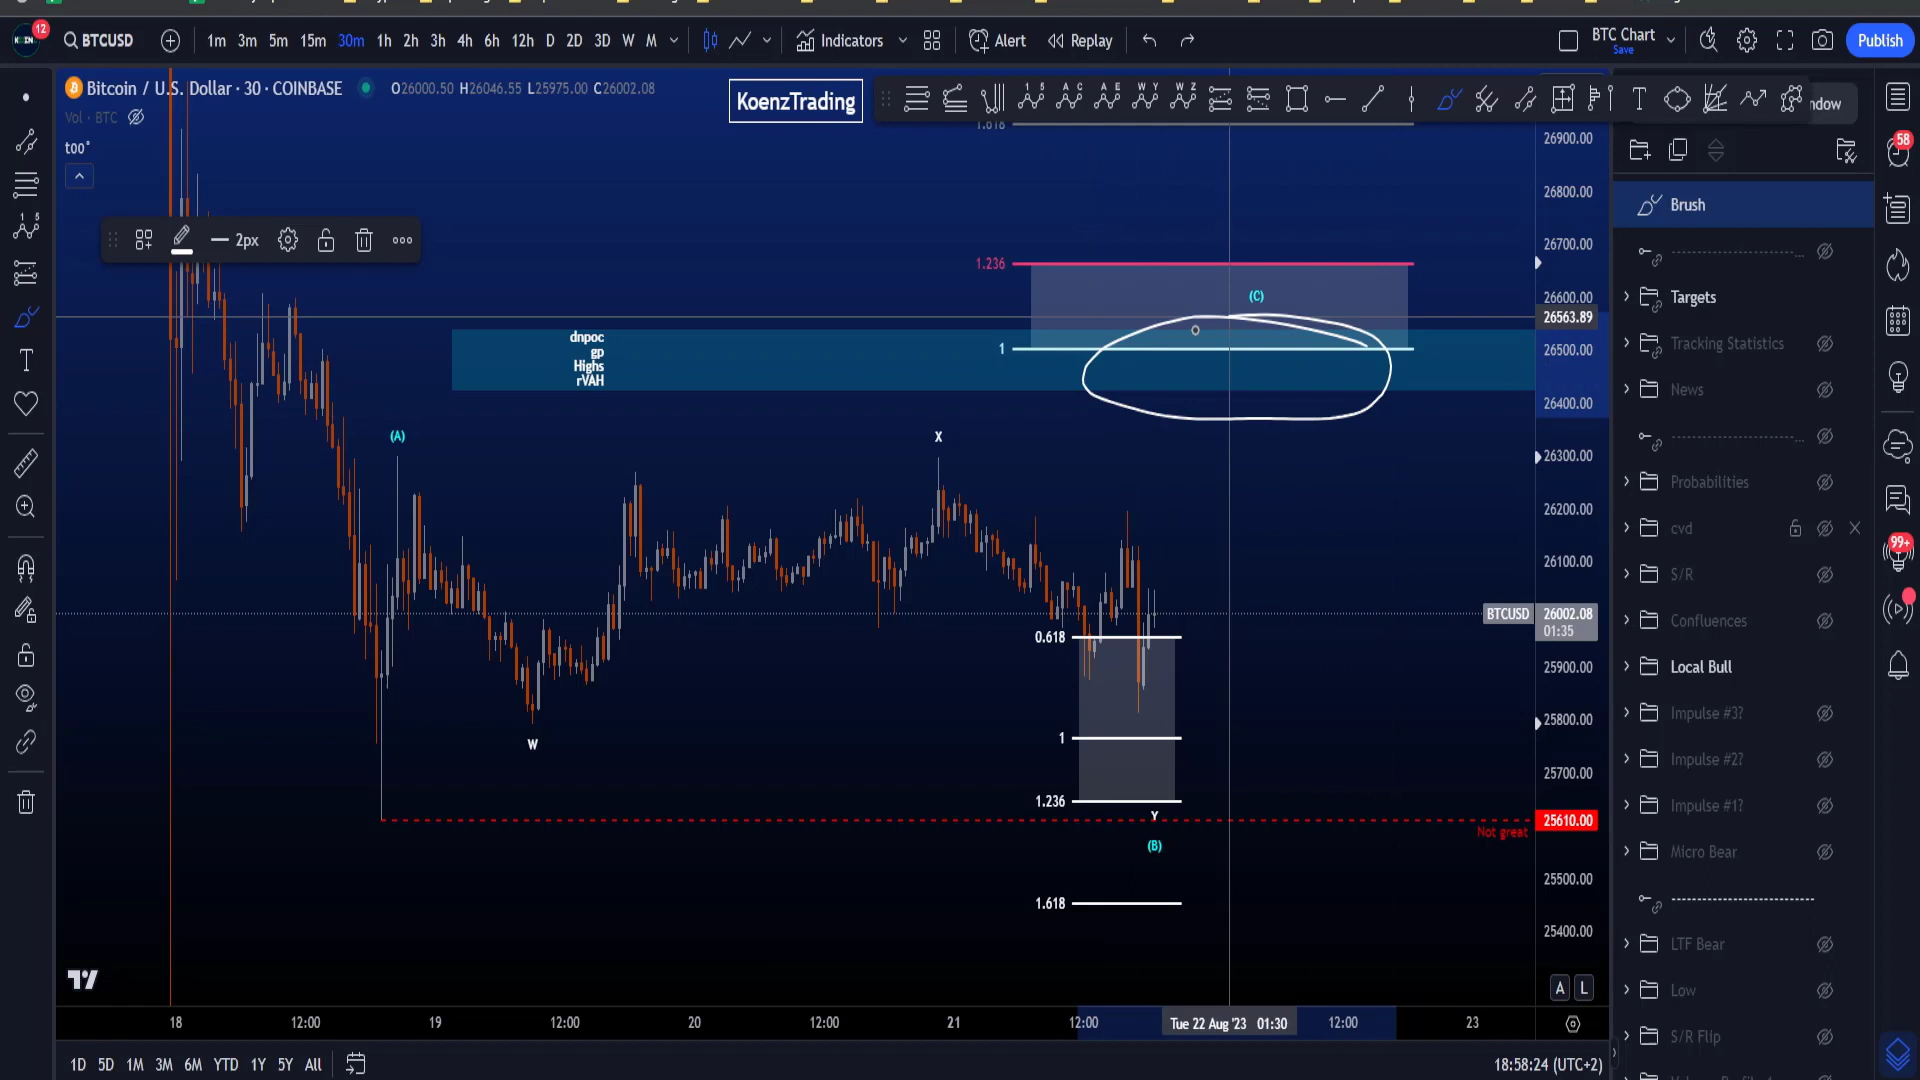 12
BTCUSD
1m 3m 5m 15m 30m 1h 2h 3h 4h 6h 12h D 2D 3D W M
Indicators
Alert
Replay
BTC Chart
Save
Publish
Bitcoin / U.S. Dollar · 30 · COINBASE
O26000.50 H26046.55 L25975.00 C26002.08
Vol · BTC
too°
KoenzTrading
ndow
2px
Brush
Targets
Tracking Statistics
News
Probabilities
cvd
S/R
Confluences
Local Bull
Impulse #3?
Impulse #2?
Impulse #1?
Micro Bear
LTF Bear
Low
S/R Flip
58
99+
1.618
1.236
1
(C)
dnpoc
gp
Highs
rVAH
(A)
X
W
0.618
1
1.236
Y
(B)
1.618
Not great
26900.00
26800.00
26700.00
26600.00
26563.89
26500.00
26400.00
26300.00
26200.00
26100.00
BTCUSD 26002.08
01:35
25900.00
25800.00
25700.00
25610.00
25500.00
25400.00
A L
18 12:00 19 12:00 20 12:00 21 12:00 Tue 22 Aug '23 01:30 12:00 23
1D 5D 1M 3M 6M YTD 1Y 5Y All
18:58:24 (UTC+2)